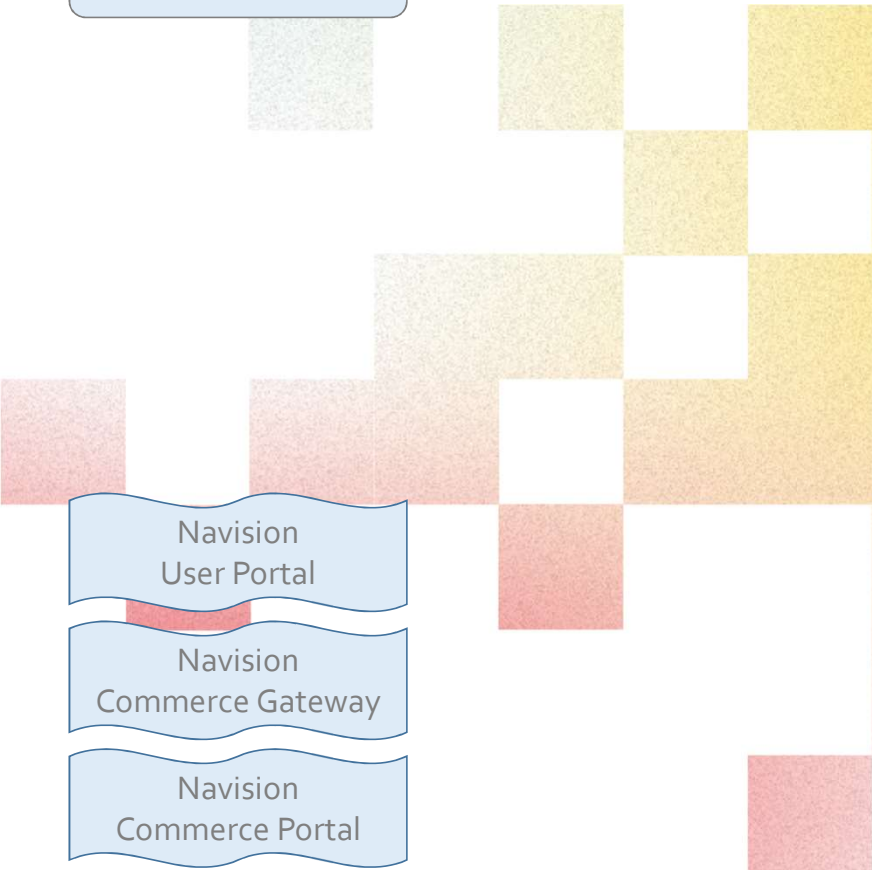 Navision
User Portal
Navision
Commerce Gateway
Navision
Commerce Portal